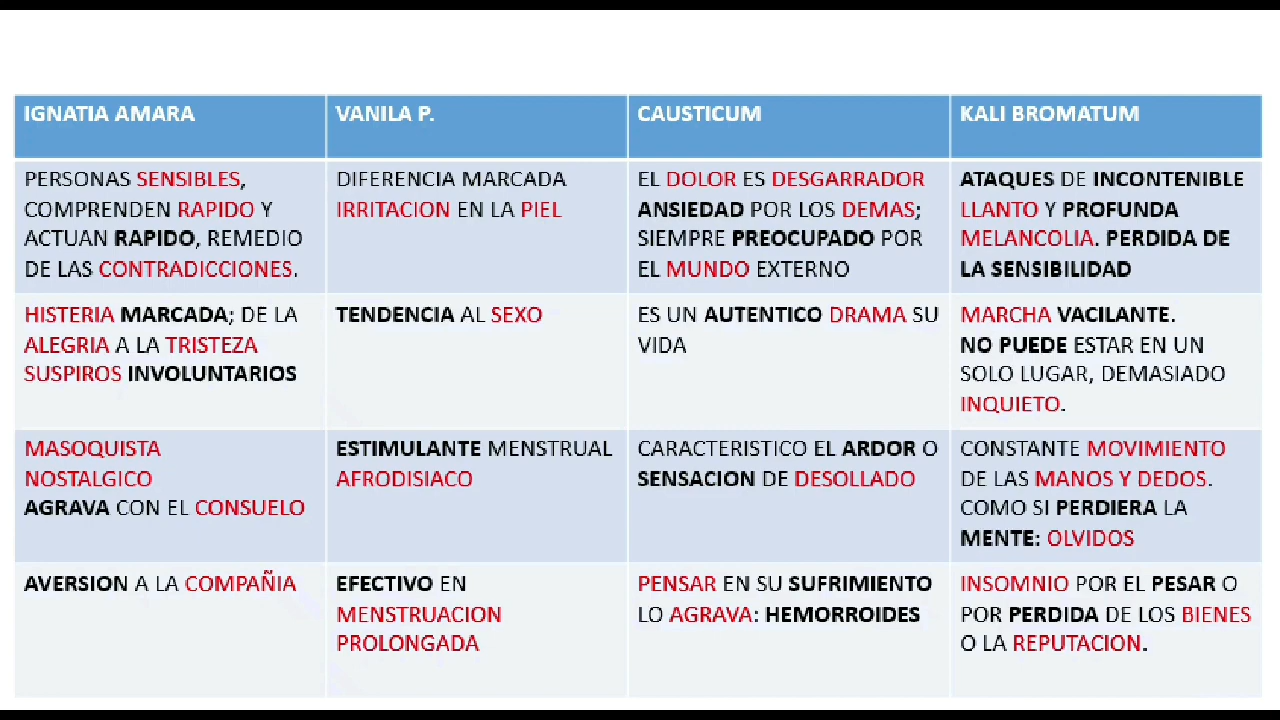 IGNATIA AMARA
VANILA P.
CAUSTICUM
KALI BROMATUM
PERSONAS SENSIBLES,
COMPRENDEN RAPIDO Y
ACTUAN RAPIDO, REMEDIO
DE LAS CONTRADICCIONES.
DIFERENCIA MARCADA
IRRITACION EN LA PIEL
EL DOLOR ES DESGARRADOR
ANSIEDAD POR LOS DEMAS;
SIEMPRE PREOCUPADO POR
EL MUNDO EXTERNO
ATAQUES DE INCONTENIBLE
LLANTO Y PROFUNDA
MELANCOLIA. PERDIDA DE
LA SENSIBILIDAD
HISTERIA MARCADA; DE LA
ALEGRIA A LA TRISTEZA
SUSPIROS INVOLUNTARIOS
TENDENCIA AL SEXO
ES UN AUTENTICO DRAMA SU
VIDA
MARCHA VACILANTE.
NO PUEDE ESTAR EN UN
SOLO LUGAR, DEMASIADO
INQUIETO.
MASOQUISTA
NOSTALGICO
AGRAVA CON EL CONSUELO
ESTIMULANTE MENSTRUAL
AFRODISIACO
CARACTERISTICO EL ARDOR O
SENSACION DE DESOLLADO
CONSTANTE MOVIMIENTO
DE LAS MANOS Y DEDOS.
COMO SI PERDIERA LA
MENTE: OLVIDOS
AVERSION A LA COMPAÑIA
EFECTIVO EN
MENSTRUACION
PROLONGADA
PENSAR EN SU SUFRIMIENTO
LO AGRAVA: HEMORROIDES
INSOMNIO POR EL PESAR O
POR PERDIDA DE LOS BIENES
O LA REPUTACION.